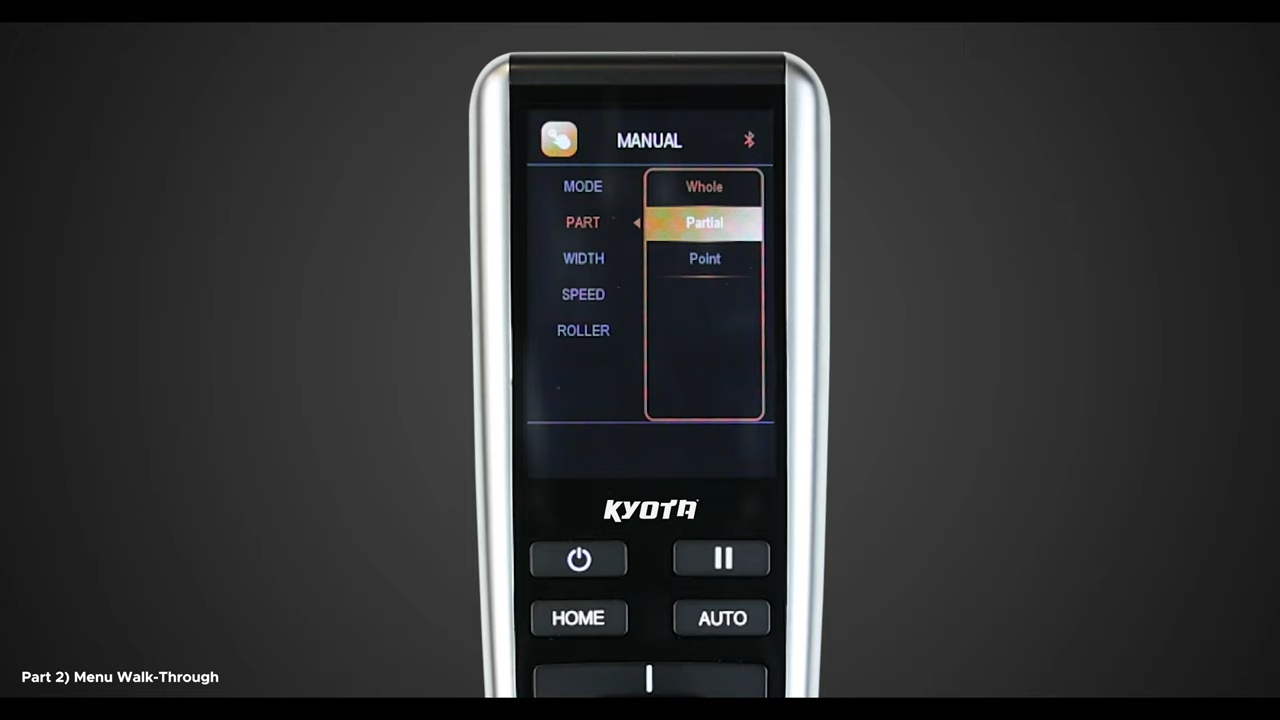 MANUAL
MODE
Whole
PART
Partial
WIDTH
Point
SPEED
ROLLER
KYOTA
HOME
AUTO
Part 2) Menu Walk-Through